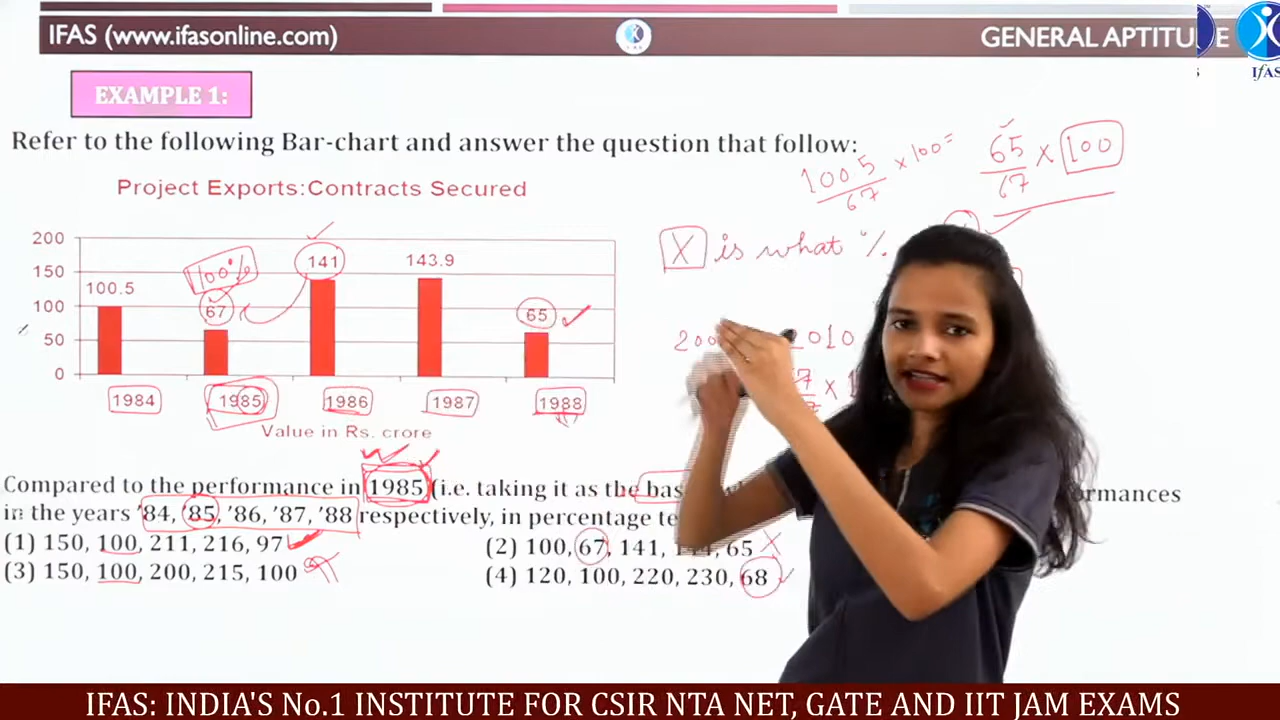 IFAS (www.ifasonline.com)
GENERAL APTITU E
IfAS
EXAMPLE 1:
Refer to the following Bar-chart and answer the question that follow:
Project Exports:Contracts Secured
100.5/67 ×100=
65/67 × 100
X is what %
200
150
100
50
0
100.5
100%
67
141
143.9
65
010
1984
1985
1986
1987
1988
Value in Rs. crore
Compared to the performance in 1985 (i.e. taking it as the
in the years ’84, ’85, ’86, ’87, ’88 respectively, in percentage
(1) 150, 100, 211, 216, 97
(2) 100, 67, 141, 144, 65
(3) 150, 100, 200, 215, 100
(4) 120, 100, 220, 230, 68
IFAS: INDIA'S No.1 INSTITUTE FOR CSIR NTA NET, GATE AND IIT JAM EXAMS